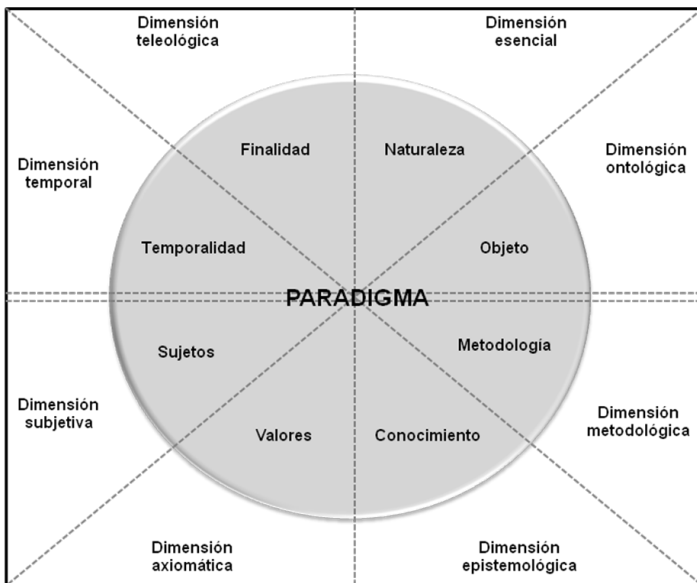 Dimensión
teleológica
Dimensión
esencial
Dimensión
temporal
Finalidad
Naturaleza
Dimensión
ontológica
Temporalidad
Objeto
PARADIGMA
Sujetos
Metodología
Dimensión
subjetiva
Valores
Conocimiento
Dimensión
metodológica
Dimensión
axiomática
Dimensión
epistemológica